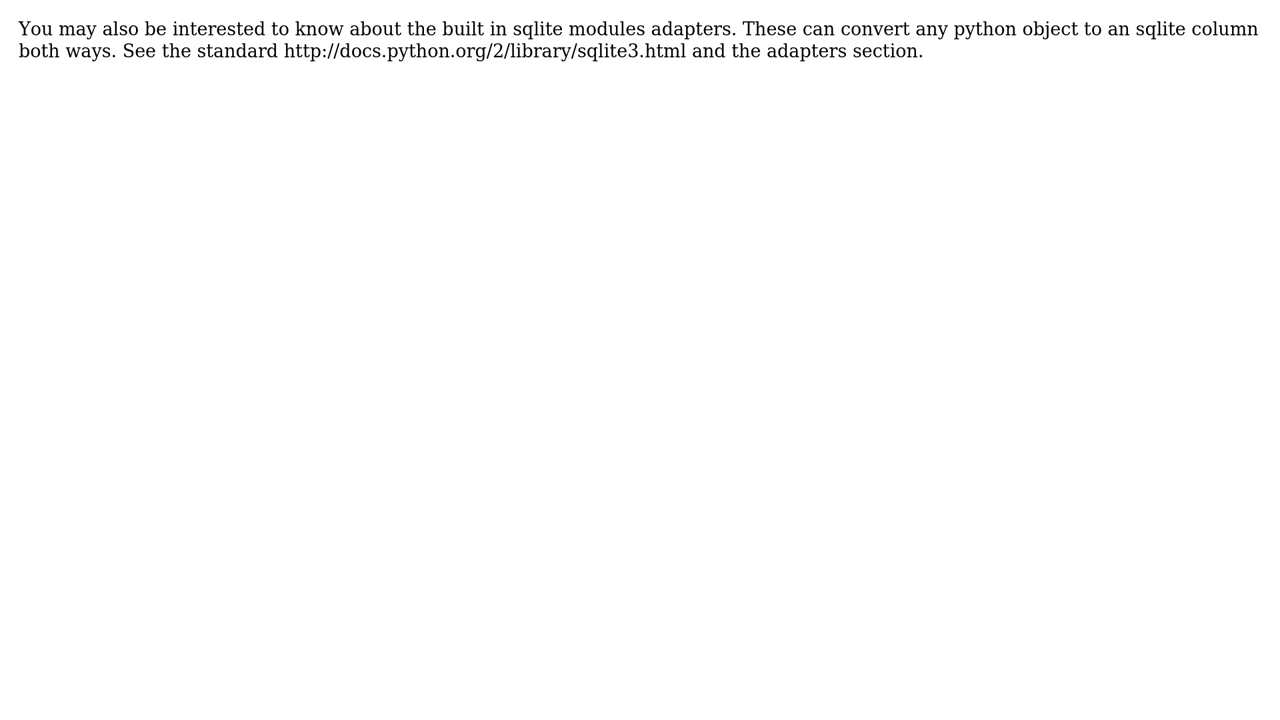 You may also be interested to know about the built in sqlite modules adapters. These can convert any python object to an sqlite column
both ways. See the standard http://docs.python.org/2/library/sqlite3.html and the adapters section.